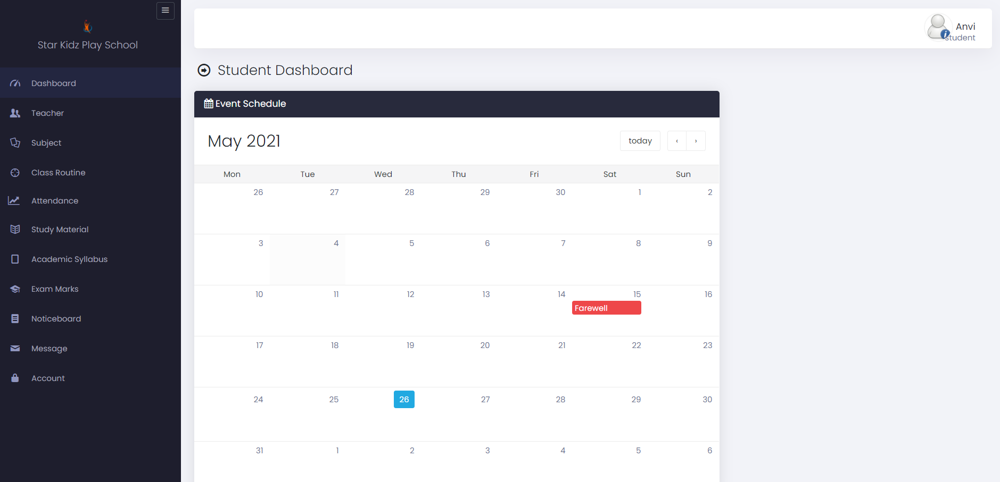 Star Kidz Play School
Dashboard
Teacher
Subject
Class Routine
Attendance
Study Material
Academic Syllabus
Exam Marks
Noticeboard
Message
Account
Anvi
student
Student Dashboard
Event Schedule
May 2021
today ‹ ›
Mon Tue Wed Thu Fri Sat Sun
26 27 28 29 30 1 2
3 4 5 6 7 8 9
10 11 12 13 14 15 16
Farewell
17 18 19 20 21 22 23
24 25 26 27 28 29 30
31 1 2 3 4 5 6